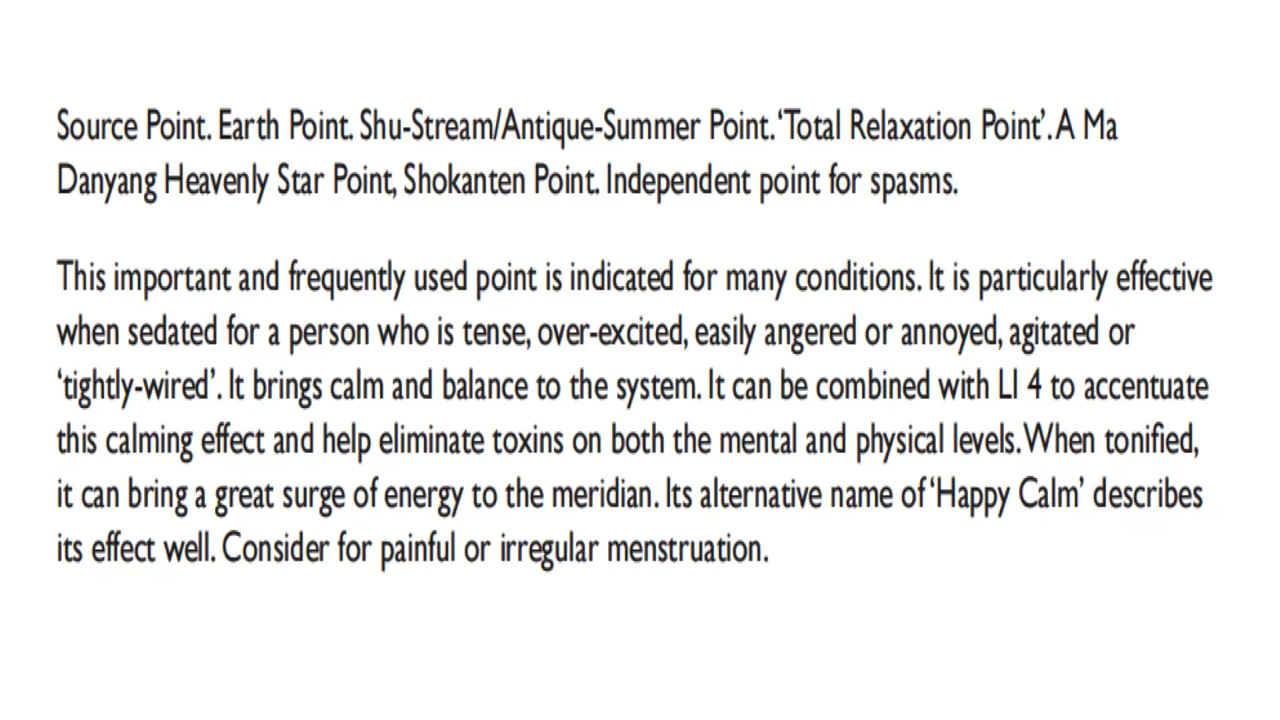 Source Point. Earth Point. Shu-Stream/Antique-Summer Point. ‘Total Relaxation Point’. A Ma
Danyang Heavenly Star Point, Shokanten Point. Independent point for spasms.
This important and frequently used point is indicated for many conditions. It is particularly effective
when sedated for a person who is tense, over-excited, easily angered or annoyed, agitated or
‘tightly-wired’. It brings calm and balance to the system. It can be combined with LI 4 to accentuate
this calming effect and help eliminate toxins on both the mental and physical levels. When tonified,
it can bring a great surge of energy to the meridian. Its alternative name of ‘Happy Calm’ describes
its effect well. Consider for painful or irregular menstruation.